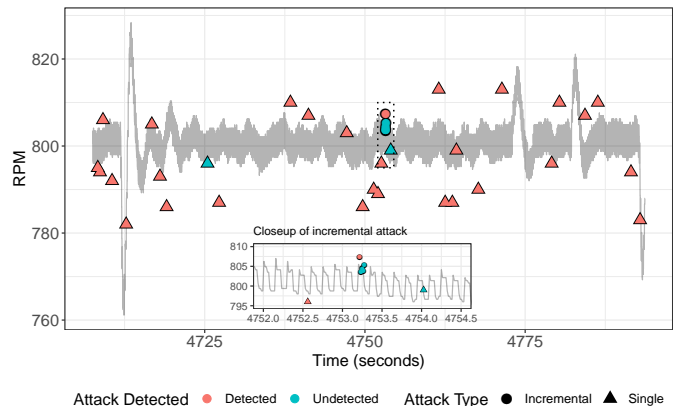 820
800
780
760
RPM
Closeup of incremental attack
810
805
800
795
4752.0 4752.5 4753.0 4753.5 4754.0 4754.5
4725 4750 4775
Time (seconds)
Attack Detected Detected Undetected Attack Type Incremental Single